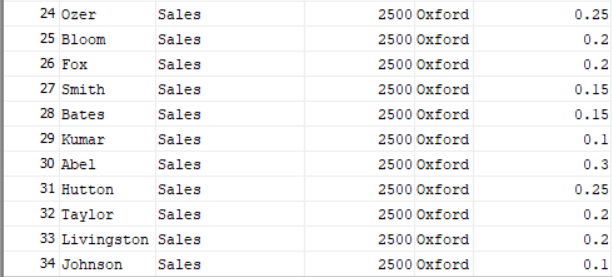 24 Ozer Sales 2500 Oxford 0.25
25 Bloom Sales 2500 Oxford 0.2
26 Fox Sales 2500 Oxford 0.2
27 Smith Sales 2500 Oxford 0.15
28 Bates Sales 2500 Oxford 0.15
29 Kumar Sales 2500 Oxford 0.1
30 Abel Sales 2500 Oxford 0.3
31 Hutton Sales 2500 Oxford 0.25
32 Taylor Sales 2500 Oxford 0.2
33 Livingston Sales 2500 Oxford 0.2
34 Johnson Sales 2500 Oxford 0.1